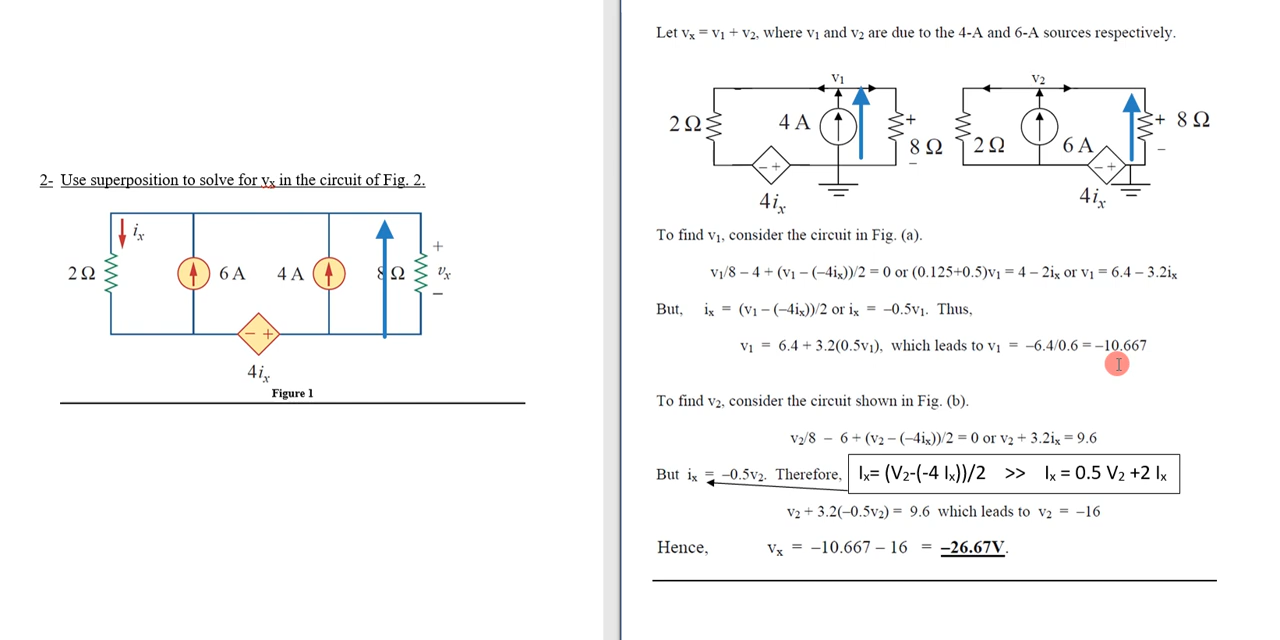 2- Use superposition to solve for vx in the circuit of Fig. 2.
ix
2 Ω
6 A
4 A
8 Ω
+
vx
−
− +
4ix
Figure 1
Let vx = v1 + v2, where v1 and v2 are due to the 4-A and 6-A sources respectively.
v1
2 Ω
4 A
+
8 Ω
−
− +
4ix
v2
2 Ω
6 A
+ 8 Ω
−
− +
4ix
To find v1, consider the circuit in Fig. (a).
v1/8 – 4 + (v1 – (–4ix))/2 = 0 or (0.125+0.5)v1 = 4 – 2ix or v1 = 6.4 – 3.2ix
But, ix = (v1 – (–4ix))/2 or ix = –0.5v1. Thus,
v1 = 6.4 + 3.2(0.5v1), which leads to v1 = –6.4/0.6 = –10.667
To find v2, consider the circuit shown in Fig. (b).
v2/8 – 6 + (v2 – (–4ix))/2 = 0 or v2 + 3.2ix = 9.6
But ix = –0.5v2. Therefore, Ix= (V2-(-4 Ix))/2 >> Ix = 0.5 V2 +2 Ix
v2 + 3.2(–0.5v2) = 9.6 which leads to v2 = –16
Hence, vx = –10.667 – 16 = –26.67V.